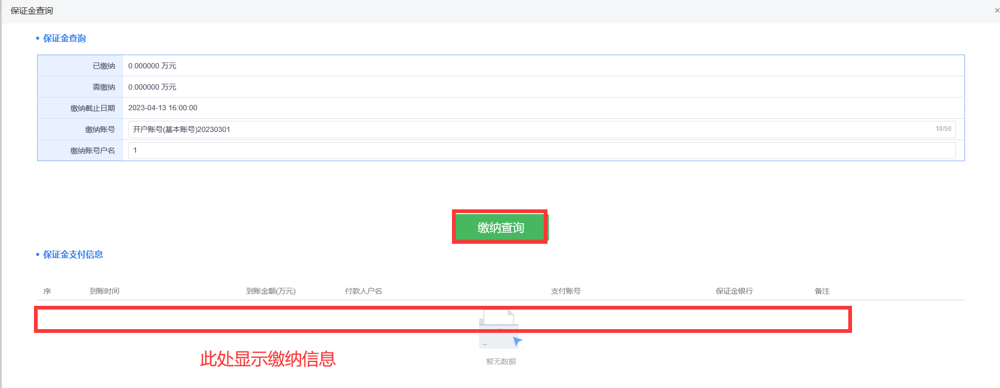 保证金查询
×
保证金查询
已缴纳 0.000000 万元
需缴纳 0.000000 万元
缴纳截止日期 2023-04-13 16:00:00
缴纳账号 开户账号(基本账号)20230301 18/50
缴纳账号户名 1
缴纳查询
保证金支付信息
序 到账时间 到账金额(万元) 付款人户名 支付账号 保证金银行 备注
此处显示缴纳信息
暂无数据